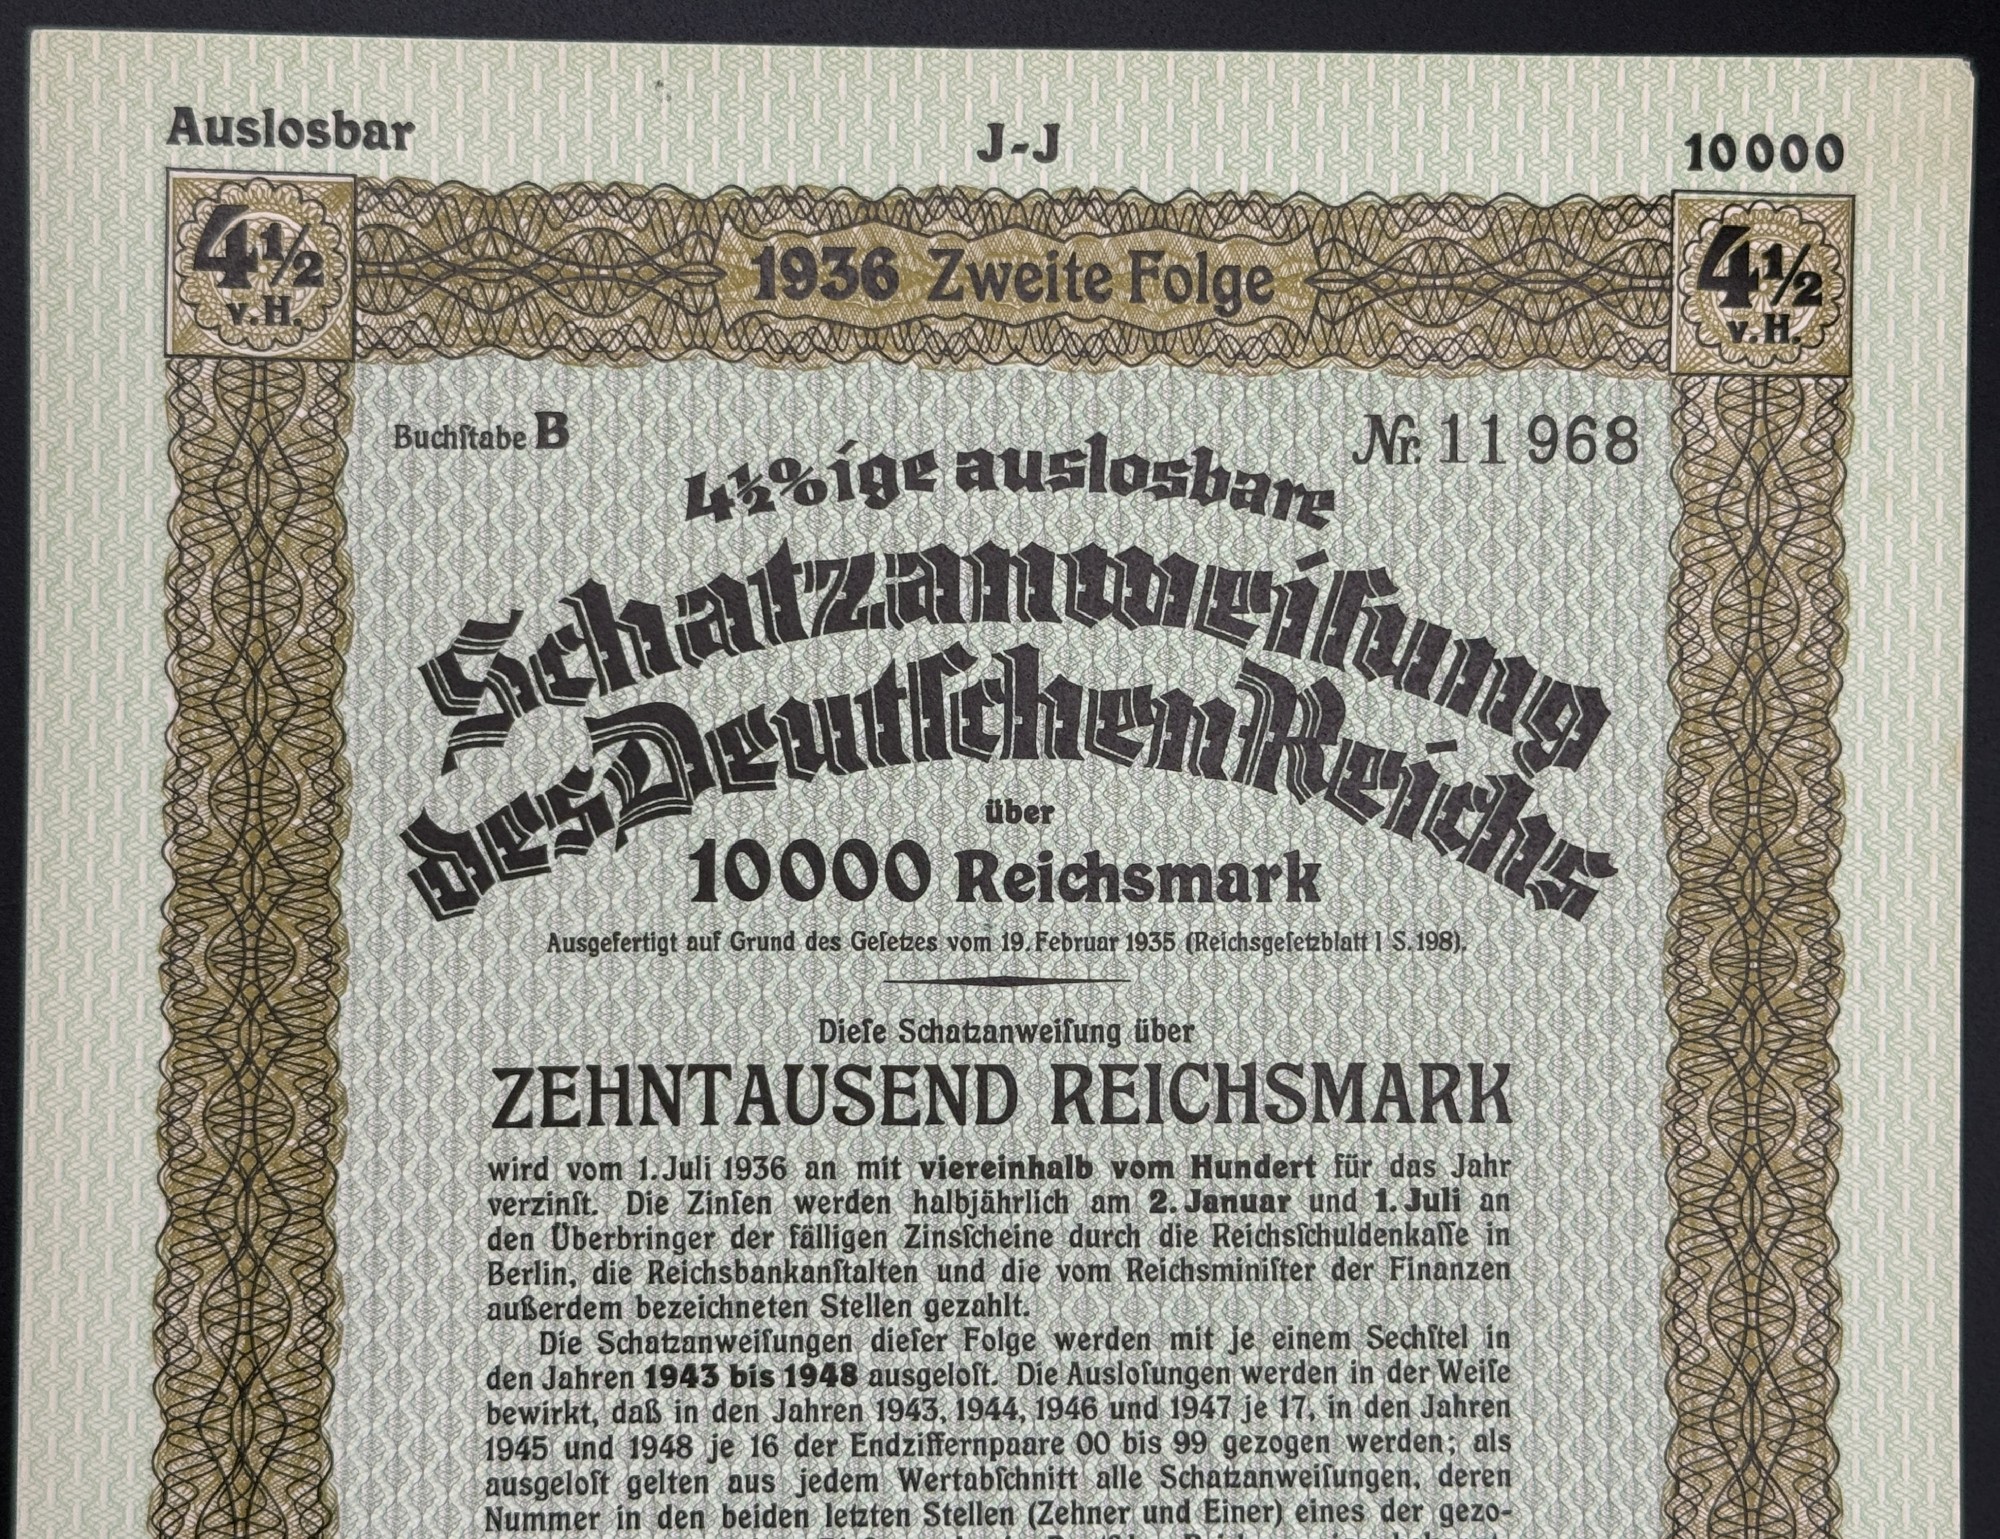 Auslosbar J-J 10000
4½ v.H. 1936 Zweite Folge 4½ v.H.
Buchſtabe B Nr. 11 968
4½%ige auslosbare
Schatzanweiſung
des Deutſchen Reichs
über
10000 Reichsmark
Ausgefertigt auf Grund des Geſetzes vom 19. Februar 1935 (Reichsgeſetzblatt I S. 198).
Dieſe Schatzanweiſung über
ZEHNTAUSEND REICHSMARK
wird vom 1. Juli 1936 an mit viereinhalb vom Hundert für das Jahr
verzinſt. Die Zinſen werden halbjährlich am 2. Januar und 1. Juli an
den Überbringer der fälligen Zinsſcheine durch die Reichsſchuldenkaſſe in
Berlin, die Reichsbankanſtalten und die vom Reichsminiſter der Finanzen
außerdem bezeichneten Stellen gezahlt.
Die Schatzanweiſungen dieſer Folge werden mit je einem Sechſtel in
den Jahren 1943 bis 1948 ausgeloſt. Die Ausloſungen werden in der Weiſe
bewirkt, daß in den Jahren 1943, 1944, 1946 und 1947 je 17, in den Jahren
1945 und 1948 je 16 der Endziffernpaare 00 bis 99 gezogen werden; als
ausgeloſt gelten aus jedem Wertabſchnitt alle Schatzanweiſungen, deren
Nummer in den beiden letzten Stellen (Zehner und Einer) eines der gezo-